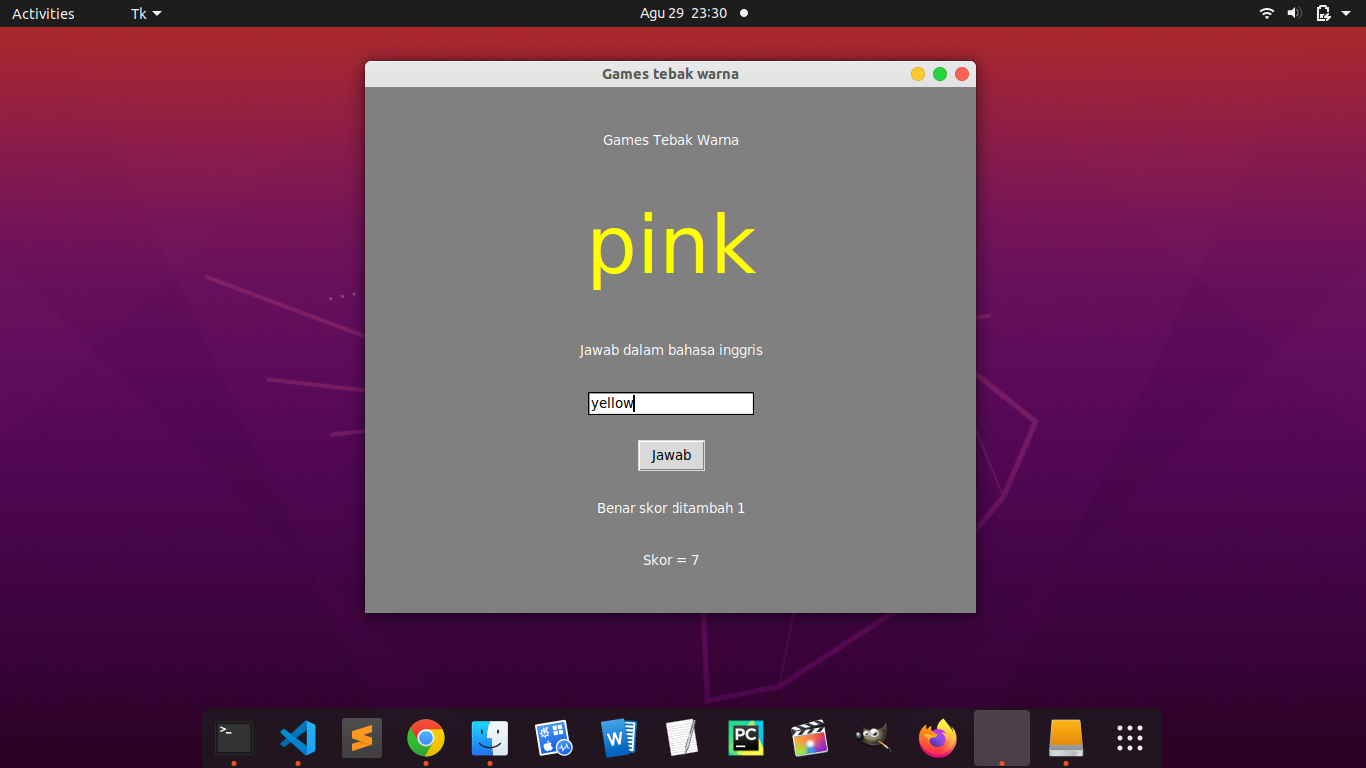 Activities
Tk
Agu 29 23:30
Games tebak warna
Games Tebak Warna
pink
Jawab dalam bahasa inggris
yellow
Jawab
Benar skor ditambah 1
Skor = 7
>_
W
PC